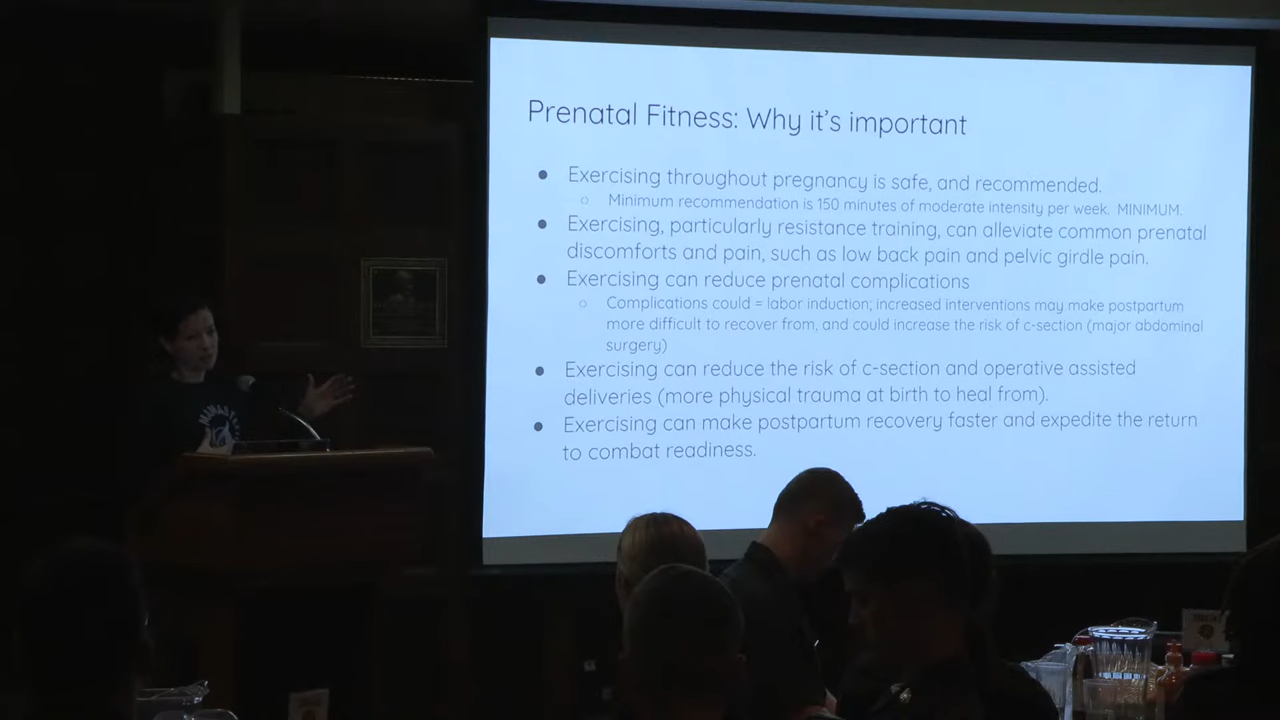 Prenatal Fitness: Why it's important
● Exercising throughout pregnancy is safe, and recommended.
○ Minimum recommendation is 150 minutes of moderate intensity per week. MINIMUM.
● Exercising, particularly resistance training, can alleviate common prenatal
discomforts and pain, such as low back pain and pelvic girdle pain.
● Exercising can reduce prenatal complications
○ Complications could = labor induction; increased interventions may make postpartum
more difficult to recover from, and could increase the risk of c-section (major abdominal
surgery)
● Exercising can reduce the risk of c-section and operative assisted
deliveries (more physical trauma at birth to heal from).
● Exercising can make postpartum recovery faster and expedite the return
to combat readiness.